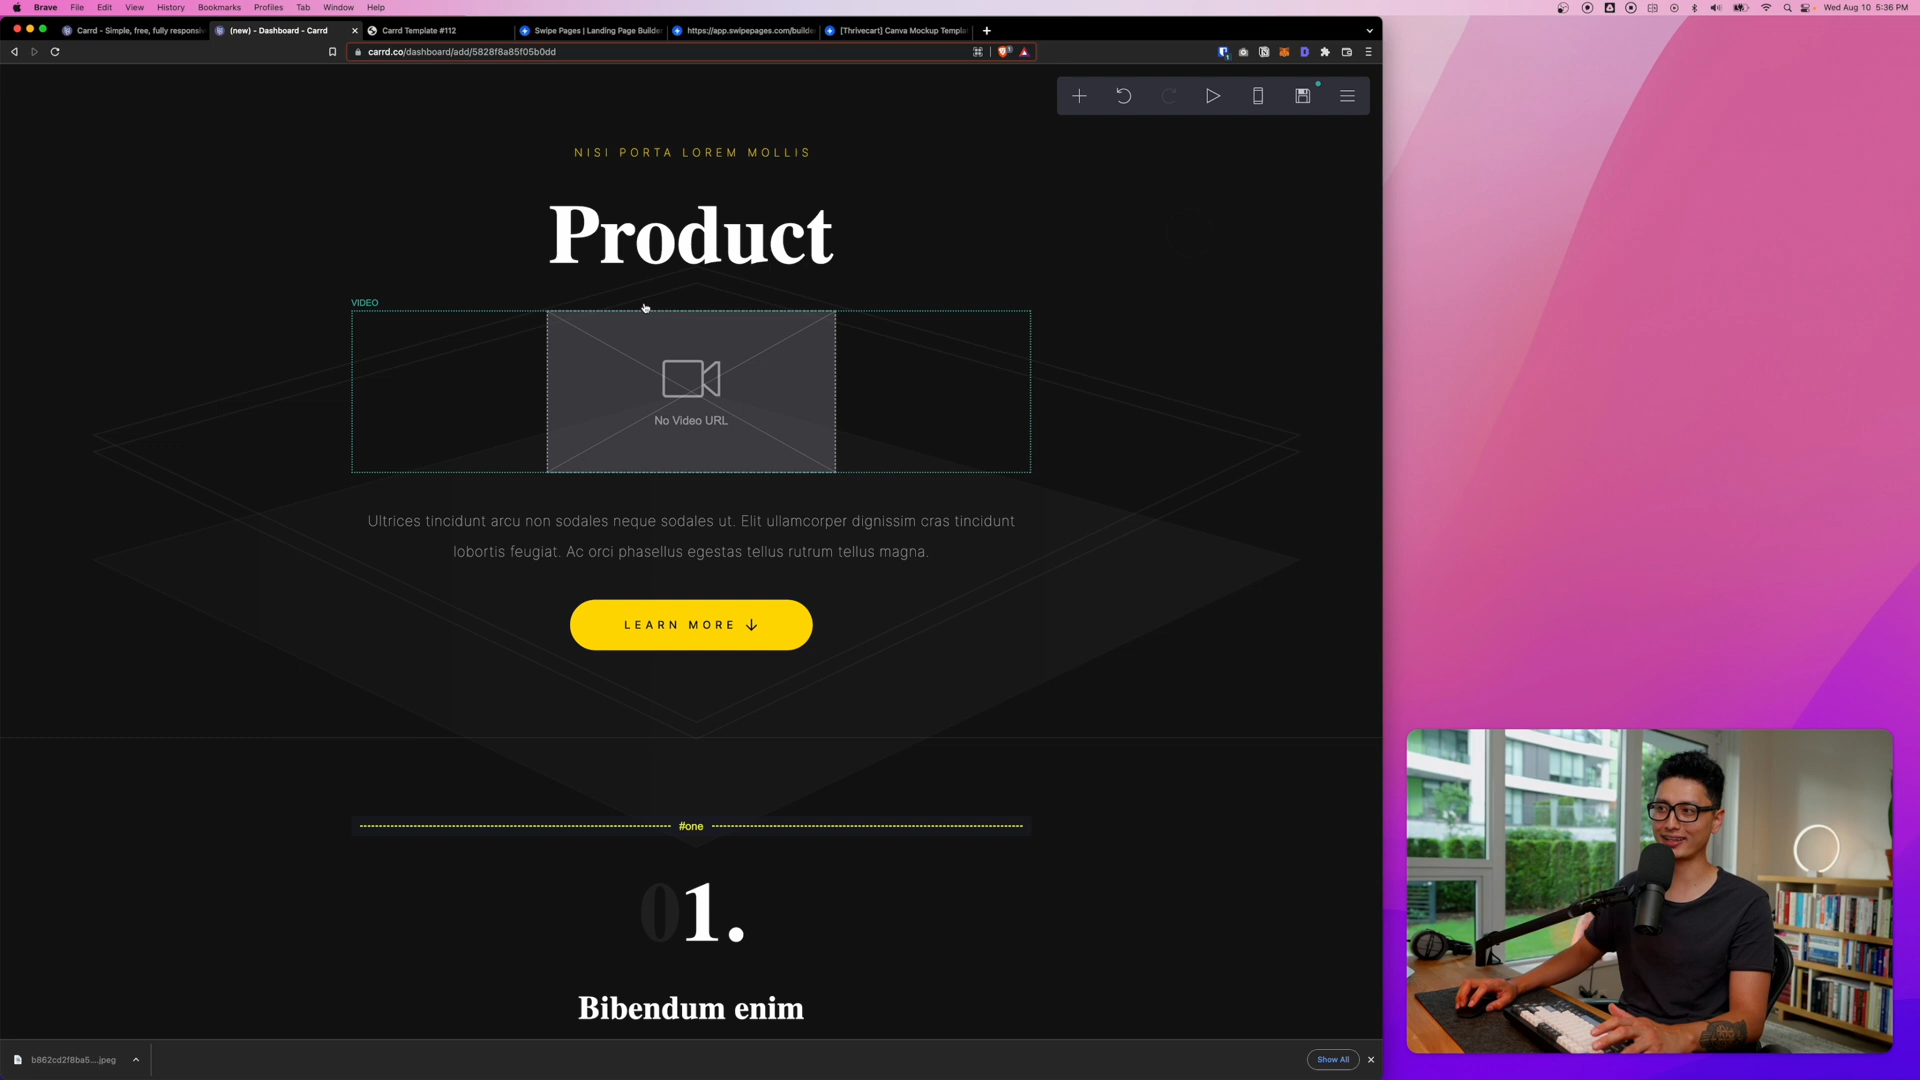 Brave File Edit View History Bookmarks Profiles Tab Window Help
Wed Aug 10 5:36 PM
Carrd - Simple, free, fully responsiv
(new) - Dashboard - Carrd
Carrd Template #112
Swipe Pages | Landing Page Builder
https://app.swipepages.com/builde
[Thrivecart] Canva Mockup Templat
carrd.co/dashboard/add/5828f8a85f05b0dd
NISI PORTA LOREM MOLLIS
Product
VIDEO
No Video URL
Ultrices tincidunt arcu non sodales neque sodales ut. Elit ullamcorper dignissim cras tincidunt
lobortis feugiat. Ac orci phasellus egestas tellus rutrum tellus magna.
LEARN MORE
#one
01.
Bibendum enim
b862cd2f8ba5....jpeg
Show All